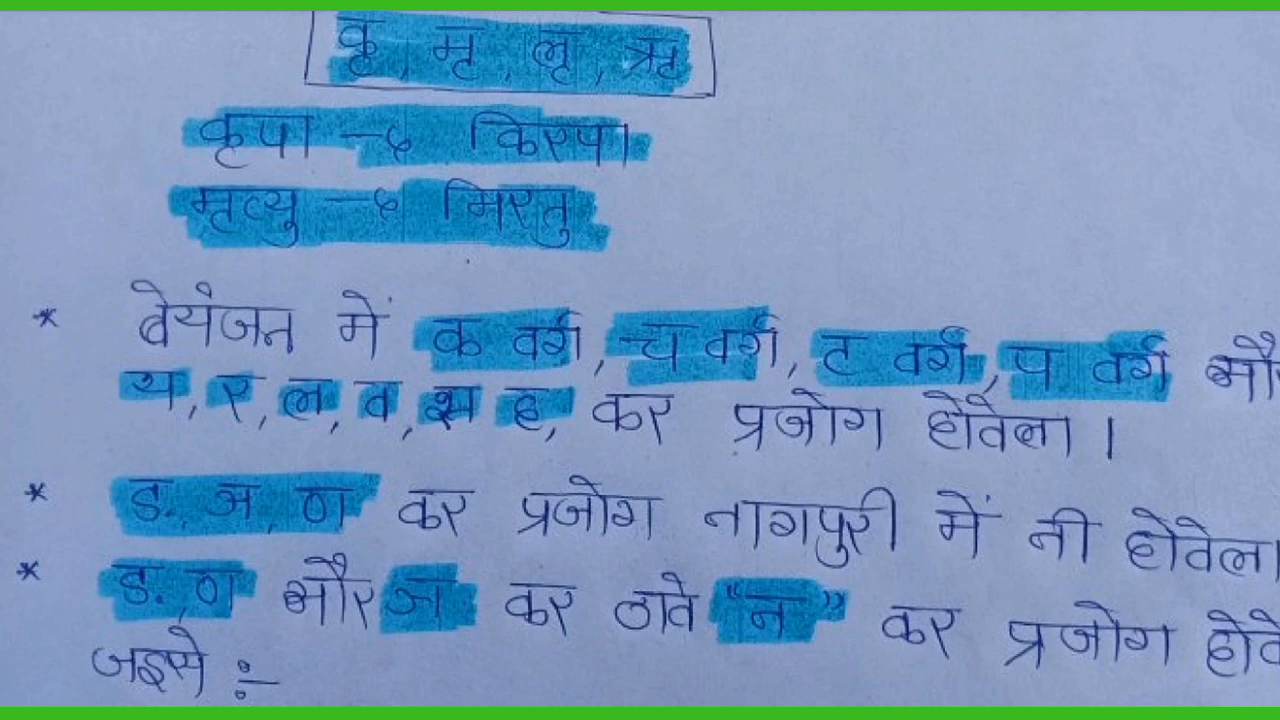 कृ, मृ, लृ, ऋ
कृपा → किरपा
मृत्यु → मिरतु
* बेयंजन में क वर्ग, च वर्ग, ट वर्ग, प वर्ग और
य, र, ल, व, स ह, कर प्रजोग होवेला।
* ङ, ञ, ण कर प्रजोग नागपुरी में नी होवेला
* ङ, ण और ञ कर ठावे "न" कर प्रजोग होवे
जइसे :-